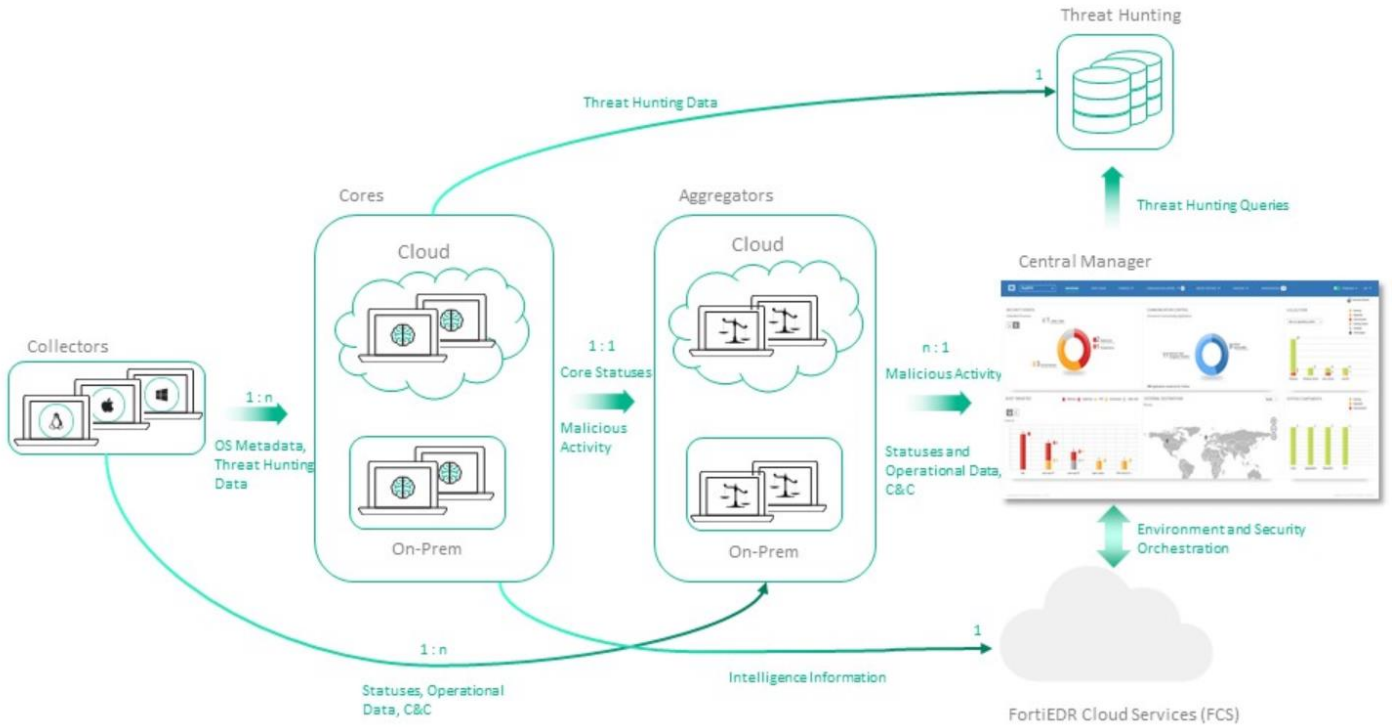 Threat Hunting
1
Threat Hunting Data
Cores
Aggregators
Threat Hunting Queries
Cloud
Cloud
Central Manager
Collectors
1 : n
OS Metadata,
Threat Hunting
Data
1 : 1
Core Statuses
Malicious
Activity
n : 1
Malicious Activity
Statuses and
Operational Data,
C&C
On-Prem
On-Prem
Environment and Security
Orchestration
1 : n
Statuses, Operational
Data, C&C
1
Intelligence Information
FortiEDR Cloud Services (FCS)